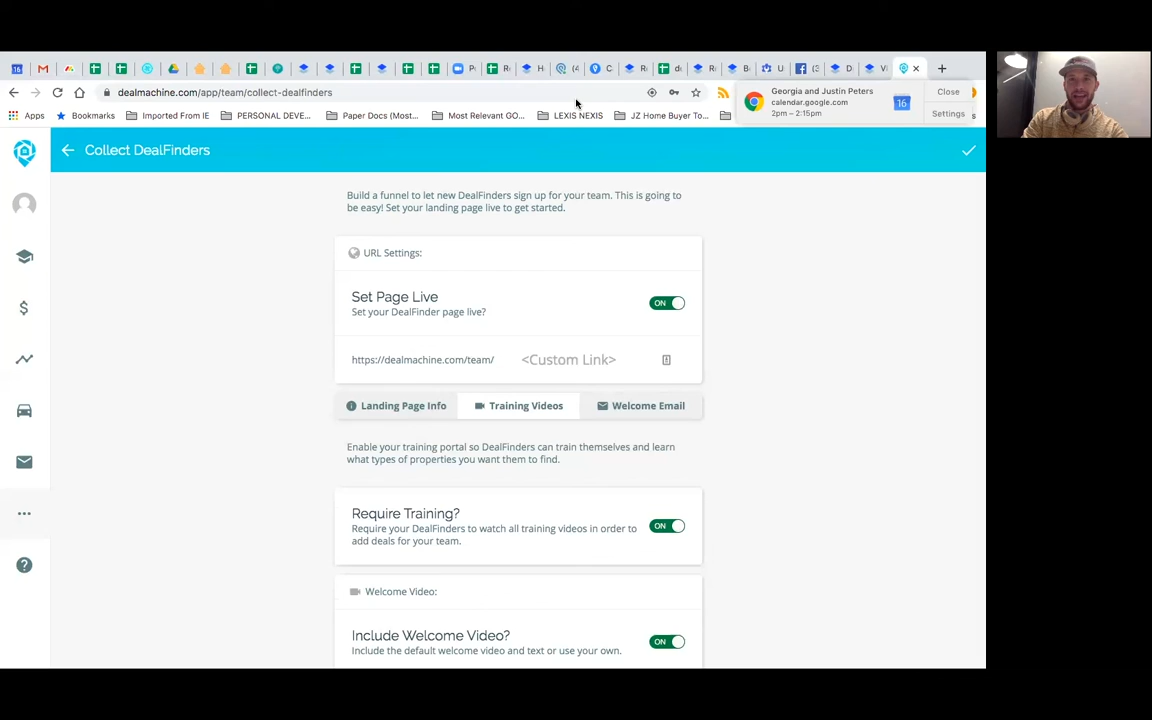 16
H
(4
C
R
d
R
B
U
(3
D
V
dealmachine.com/app/team/collect-dealfinders
Georgia and Justin Peters
calendar.google.com
2pm – 2:15pm
16
Close
Settings
Apps
Bookmarks
Imported From IE
PERSONAL DEVE...
Paper Docs (Most...
Most Relevant GO...
LEXIS NEXIS
JZ Home Buyer To...
Collect DealFinders
Build a funnel to let new DealFinders sign up for your team. This is going to
be easy! Set your landing page live to get started.
URL Settings:
Set Page Live
Set your DealFinder page live?
ON
https://dealmachine.com/team/
<Custom Link>
Landing Page Info
Training Videos
Welcome Email
Enable your training portal so DealFinders can train themselves and learn
what types of properties you want them to find.
Require Training?
Require your DealFinders to watch all training videos in order to
add deals for your team.
ON
Welcome Video:
Include Welcome Video?
Include the default welcome video and text or use your own.
ON